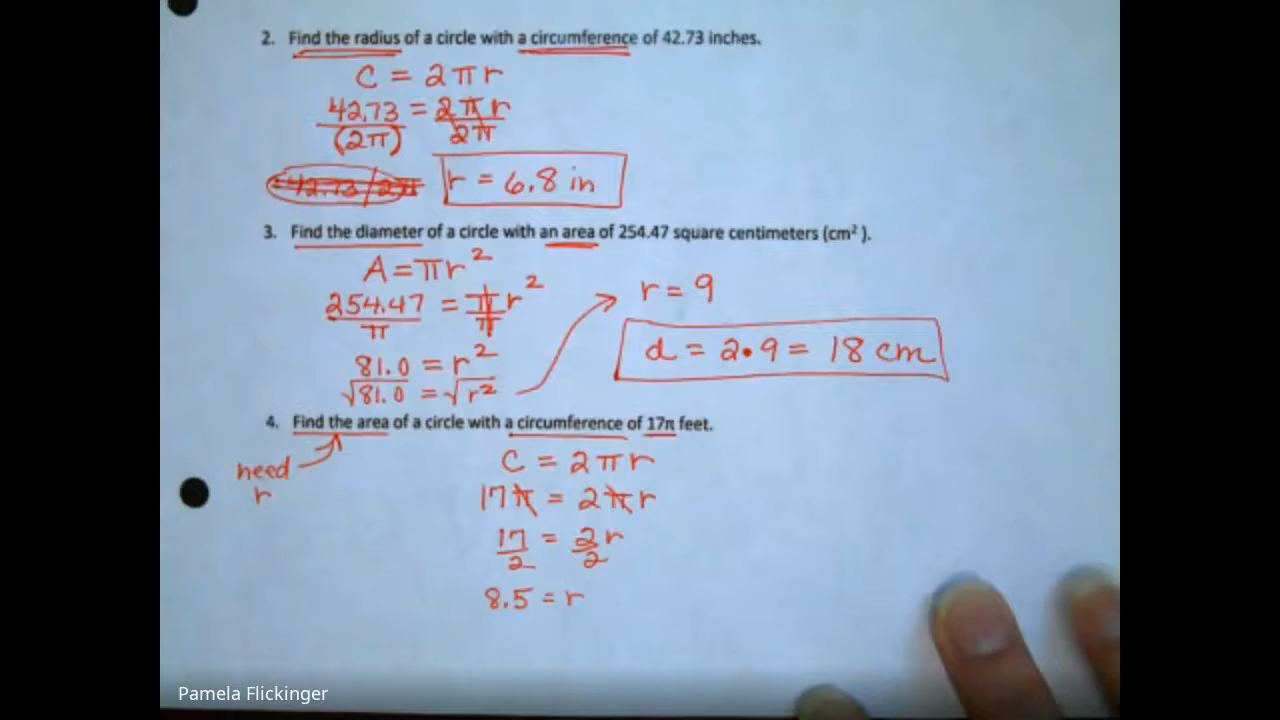 2. Find the radius of a circle with a circumference of 42.73 inches.
C = 2πr
42.73 = 2πr
(2π) 2π
r = 6.8 in
3. Find the diameter of a circle with an area of 254.47 square centimeters (cm²).
A = πr²
254.47 = πr²
π π
81.0 = r²
√81.0 = √r²
r = 9
d = 2•9 = 18 cm
4. Find the area of a circle with a circumference of 17π feet.
need
r
C = 2πr
17π = 2πr
17 = 2r
2 2
8.5 = r
Pamela Flickinger